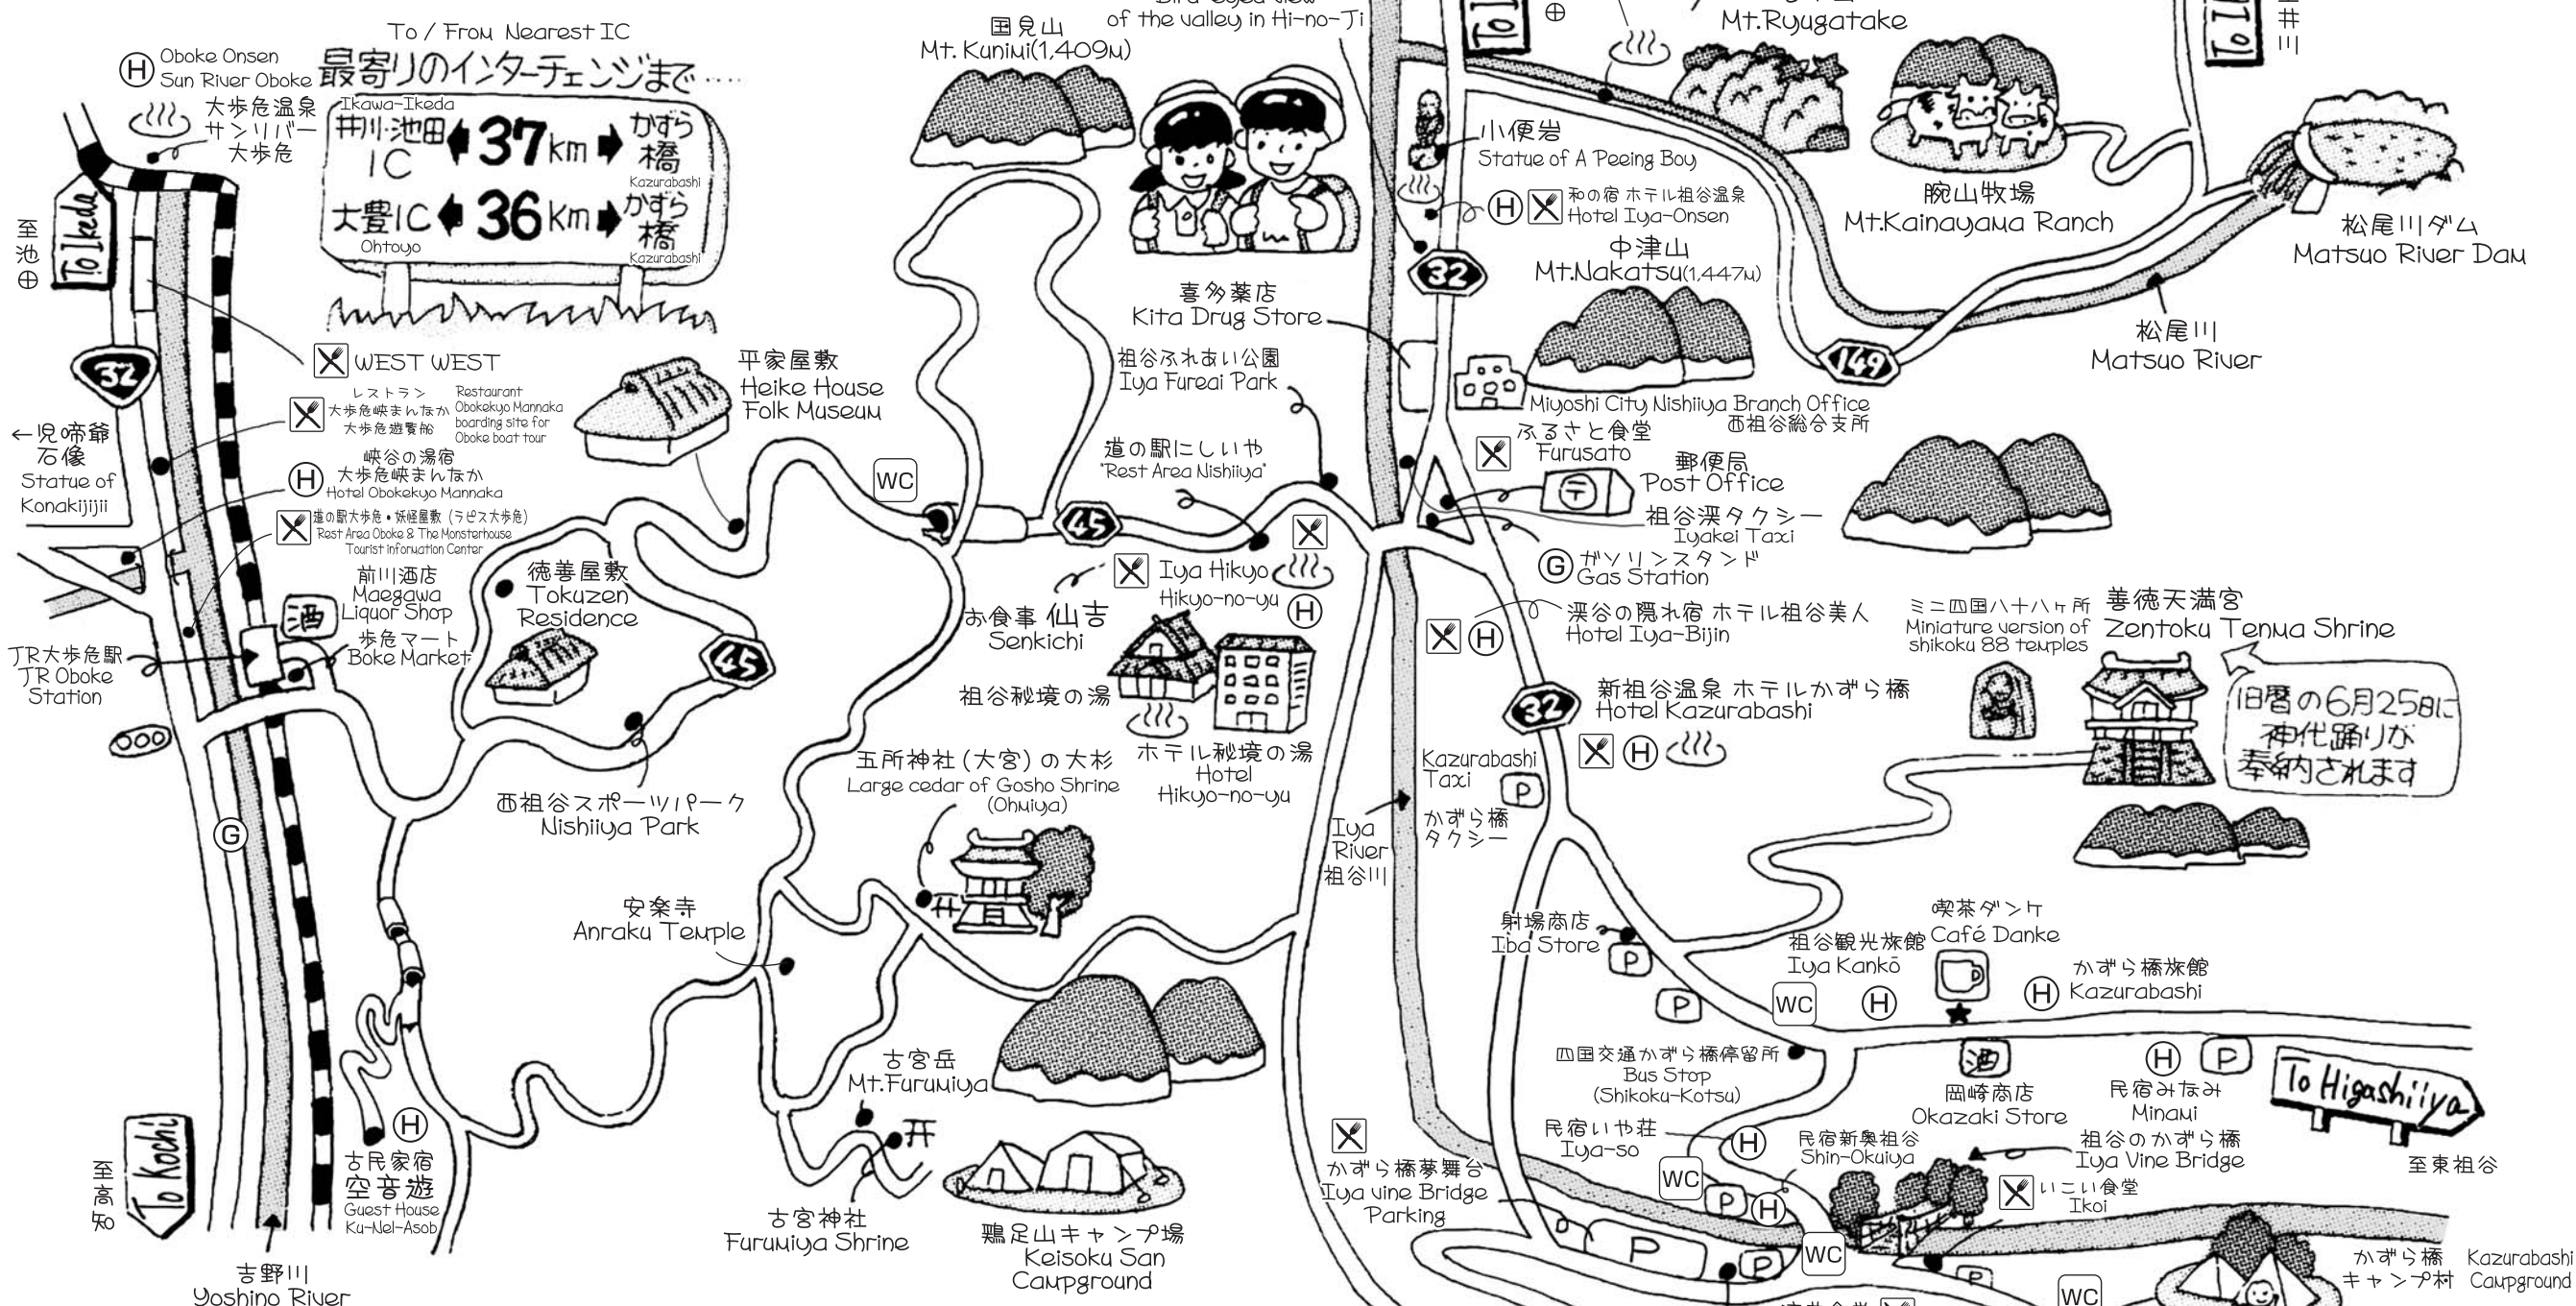 To / From Nearest IC
最寄りのインターチェンジまで‥‥
Ikawa-Ikeda
井川・池田
IC
37km
かずら
橋
Kazurabashi
大豊IC
Ohtoyo
36km
かずら
橋
Kazurabashi
H
Oboke Onsen
Sun River Oboke
大歩危温泉
サンリバー
大歩危
至池田
To Ikeda
32
WEST WEST
レストラン
大歩危峡まんなか
大歩危遊覧船
Restaurant
Obokekyo Mannaka
boarding site for
Oboke boat tour
←児啼爺
石像
Statue of
Konakijijii
峡谷の湯宿
H
大歩危峡まんなか
Hotel Obokekyo Mannaka
道の駅大歩危・妖怪屋敷（ラピス大歩危）
Rest Area Oboke & The Monsterhouse
Tourist Information Center
前川酒店
Maegawa
Liquor Shop
酒
歩危マート
Boke Market
JR大歩危駅
JR Oboke
Station
G
至高知
To Kochi
吉野川
Yoshino River
H
古民家宿
空音遊
Guest House
Ku-Nel-Asob
平家屋敷
Heike House
Folk Museum
徳善屋敷
Tokuzen
Residence
45
西祖谷スポーツパーク
Nishiiya Park
WC
国見山
Mt. Kunimi(1,409M)
of the valley in Hi-no-Ji
喜多薬店
Kita Drug Store
祖谷ふれあい公園
Iya Fureai Park
道の駅にしいや
"Rest Area Nishiiya"
45
お食事 仙吉
Senkichi
Iya Hikyo
Hikyo-no-yu
H
祖谷秘境の湯
ホテル秘境の湯
Hotel
Hikyo-no-yu
五所神社（大宮）の大杉
Large cedar of Gosho Shrine
(Ohmiya)
安楽寺
Anraku Temple
古宮岳
Mt.Furumiya
古宮神社
Furumiya Shrine
鶏足山キャンプ場
Keisoku San
Campground
Mt.Ryugatake
小便岩
Statue of A Peeing Boy
H
和の宿 ホテル祖谷温泉
Hotel Iya-Onsen
32
中津山
Mt.Nakatsu(1,447M)
腕山牧場
Mt.Kainayama Ranch
松尾川ダム
Matsuo River Dam
松尾川
Matsuo River
149
Miyoshi City Nishiiya Branch Office
西祖谷総合支所
ふるさと食堂
Furusato
郵便局
Post Office
〒
祖谷渓タクシー
Iyakei Taxi
G
ガソリンスタンド
Gas Station
H
渓谷の隠れ宿 ホテル祖谷美人
Hotel Iya-Bijin
32
新祖谷温泉 ホテルかずら橋
Hotel Kazurabashi
H
ミニ四国八十八ヶ所
Miniature version of
shikoku 88 temples
善徳天満宮
Zentoku Tenma Shrine
旧暦の6月25日に
神代踊りが
奉納されます
Kazurabashi
Taxi
かずら橋
タクシー
P
Iya
River
祖谷川
射場商店
Iba Store
P
P
祖谷観光旅館
Iya Kankō
WC
H
喫茶ダンケ
Café Danke
H
かずら橋旅館
Kazurabashi
四国交通かずら橋停留所
Bus Stop
(Shikoku-Kotsu)
酒
岡崎商店
Okazaki Store
H
P
民宿みなみ
Minami
To Higashiiya
至東祖谷
民宿いや荘
Iya-so
H
民宿新奥祖谷
Shin-Okuiya
WC
P
H
祖谷のかずら橋
Iya Vine Bridge
いこい食堂
Ikoi
かずら橋夢舞台
Iya vine Bridge
Parking
P
P
WC
P
WC
かずら橋
キャンプ村
Kazurabashi
Campground